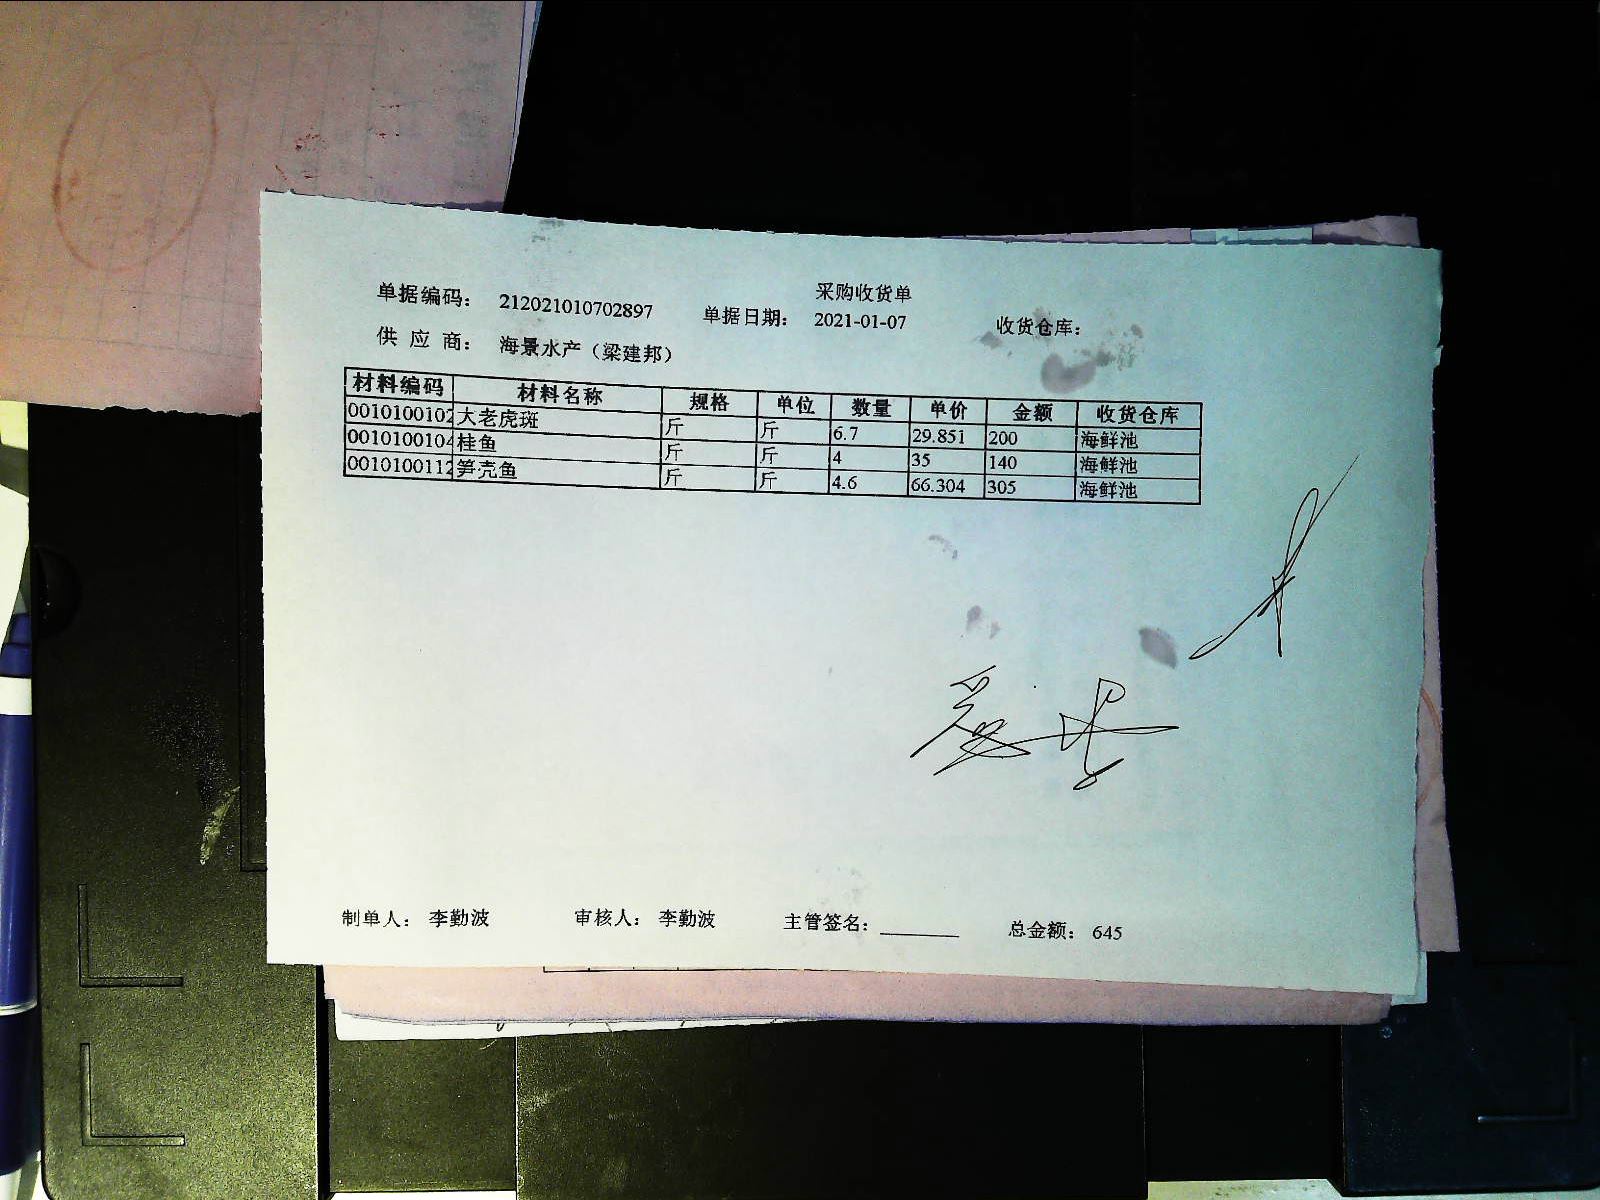 采购收货单
单据编码： 212021010702897 单据日期： 2021-01-07 收货仓库：
供 应 商： 海景水产（梁建邦）
材料编码 材料名称 规格 单位 数量 单价 金额 收货仓库
0010100102 大老虎斑 斤 斤 6.7 29.851 200 海鲜池
0010100104 桂鱼 斤 斤 4 35 140 海鲜池
0010100112 笋壳鱼 斤 斤 4.6 66.304 305 海鲜池
制单人： 李勤波 审核人： 李勤波 主管签名：________ 总金额： 645